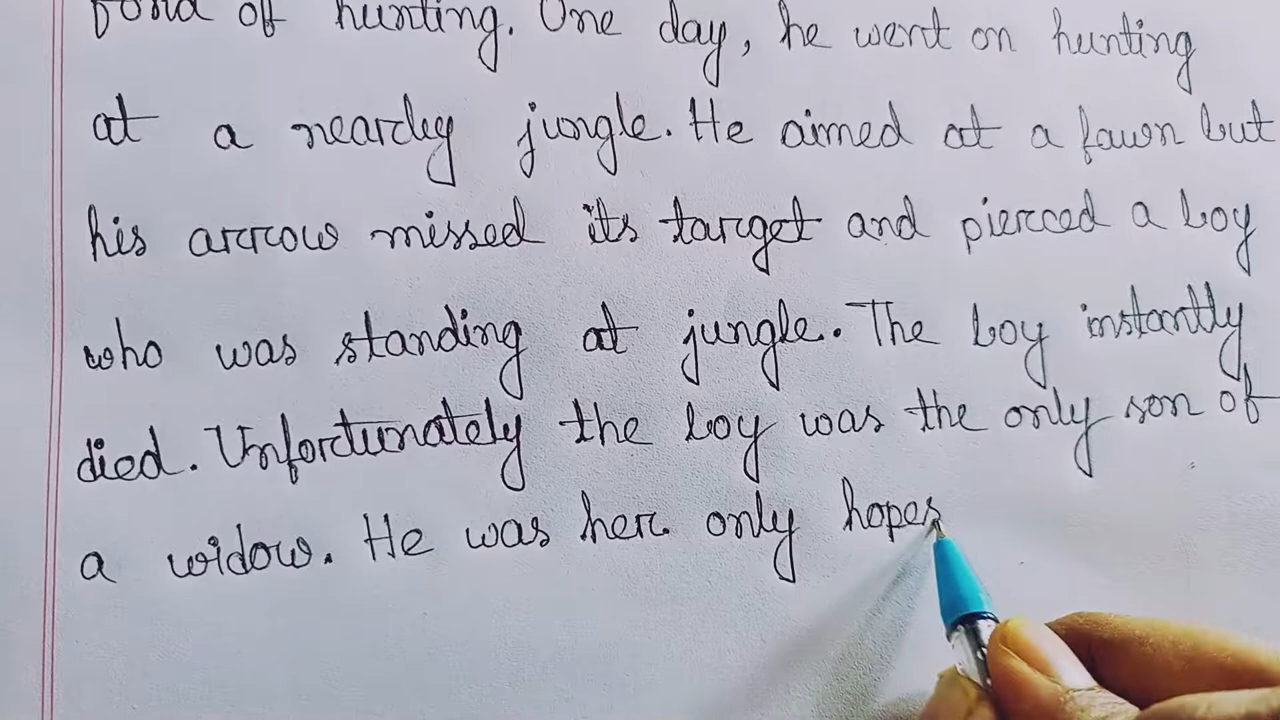 fond of hunting. One day, he went on hunting
at a nearby jungle. He aimed at a fawn but
his arrow missed its target and pierced a boy
who was standing at jungle. The boy instantly
died. Unfortunately the boy was the only son of
a widow. He was her only hopes